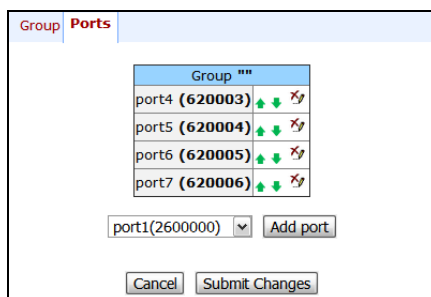 Group Ports
Group ""
port4 (620003)
port5 (620004)
port6 (620005)
port7 (620006)
port1(2600000) Add port
Cancel Submit Changes